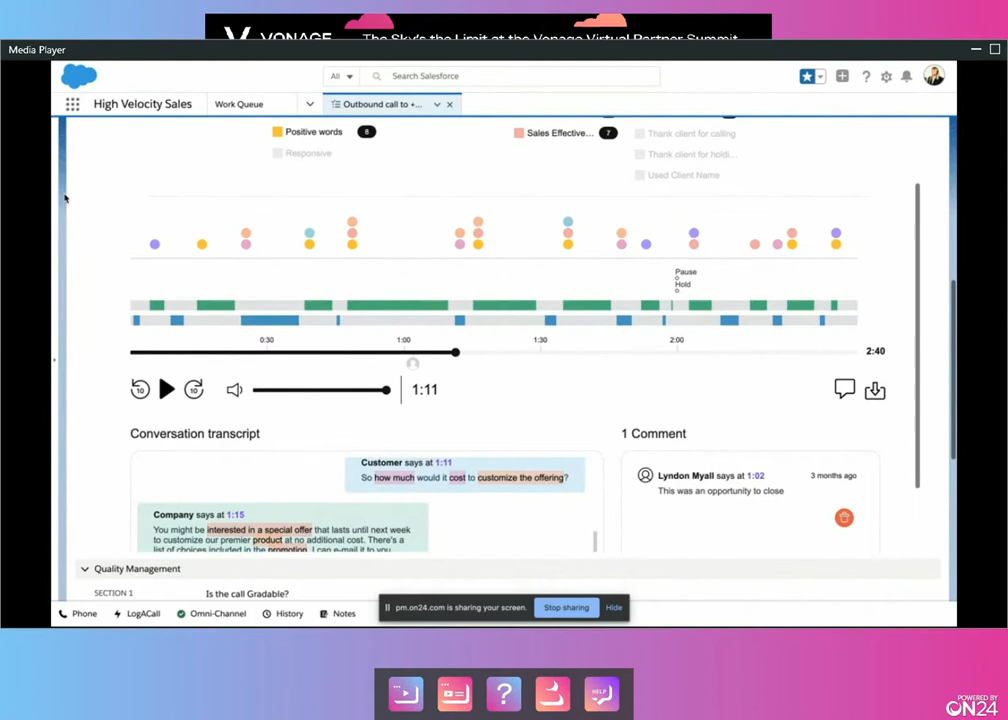 VONAGE The Sky's the Limit at the Vonage Virtual Partner Summit
Media Player
All Search Salesforce
High Velocity Sales Work Queue Outbound call to +...
Positive words 8 Sales Effective... 7 Thank client for calling
Responsive Thank client for holdi...
Used Client Name
Pause
Hold
0:30 1:00 1:30 2:00
2:40
10 10 1:11
Conversation transcript 1 Comment
Customer says at 1:11
So how much would it cost to customize the offering?
Company says at 1:15
You might be interested in a special offer that lasts until next week
to customize our premier product at no additional cost. There's a
list of choices included in the promotion. I can e-mail it to you
Lyndon Myall says at 1:02 3 months ago
This was an opportunity to close
Quality Management
SECTION 1 Is the call Gradable?
Phone LogACall Omni-Channel History Notes
pm.on24.com is sharing your screen. Stop sharing Hide
? HELP
POWERED BY
ON24